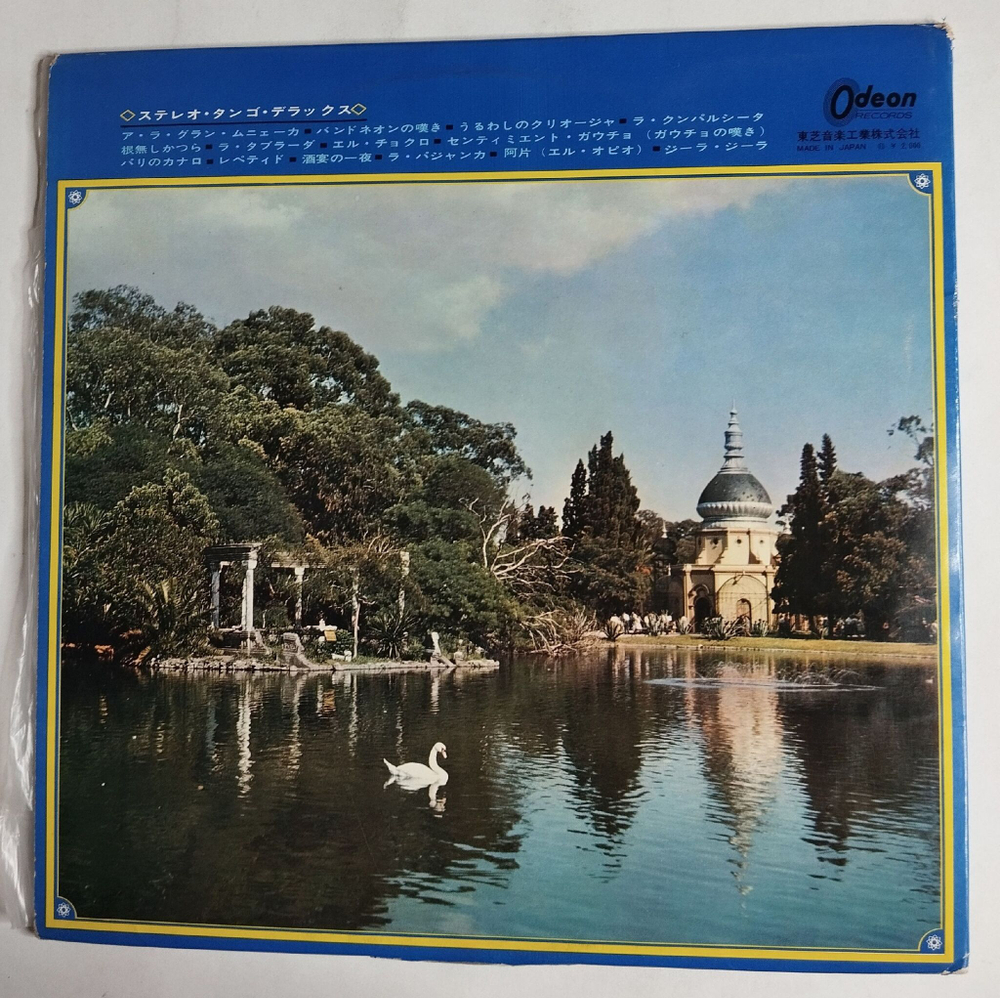 ◇ステレオ・タンゴ・デラックス◇
ア・ラ・グラン・ムニェーカ■バンドネオンの嘆き■うるわしのクリオージャ■ラ・クンパルシータ
根無しかつら■ラ・タブラーダ■エル・チョクロ■センティミエント・ガウチョ（ガウチョの嘆き）
パリのカナロ■レペティド■酒宴の一夜■ラ・パジャンカ■阿片（エル・オピオ）■ジーラ・ジーラ
Odeon
RECORDS
東芝音楽工業株式会社
MADE IN JAPAN